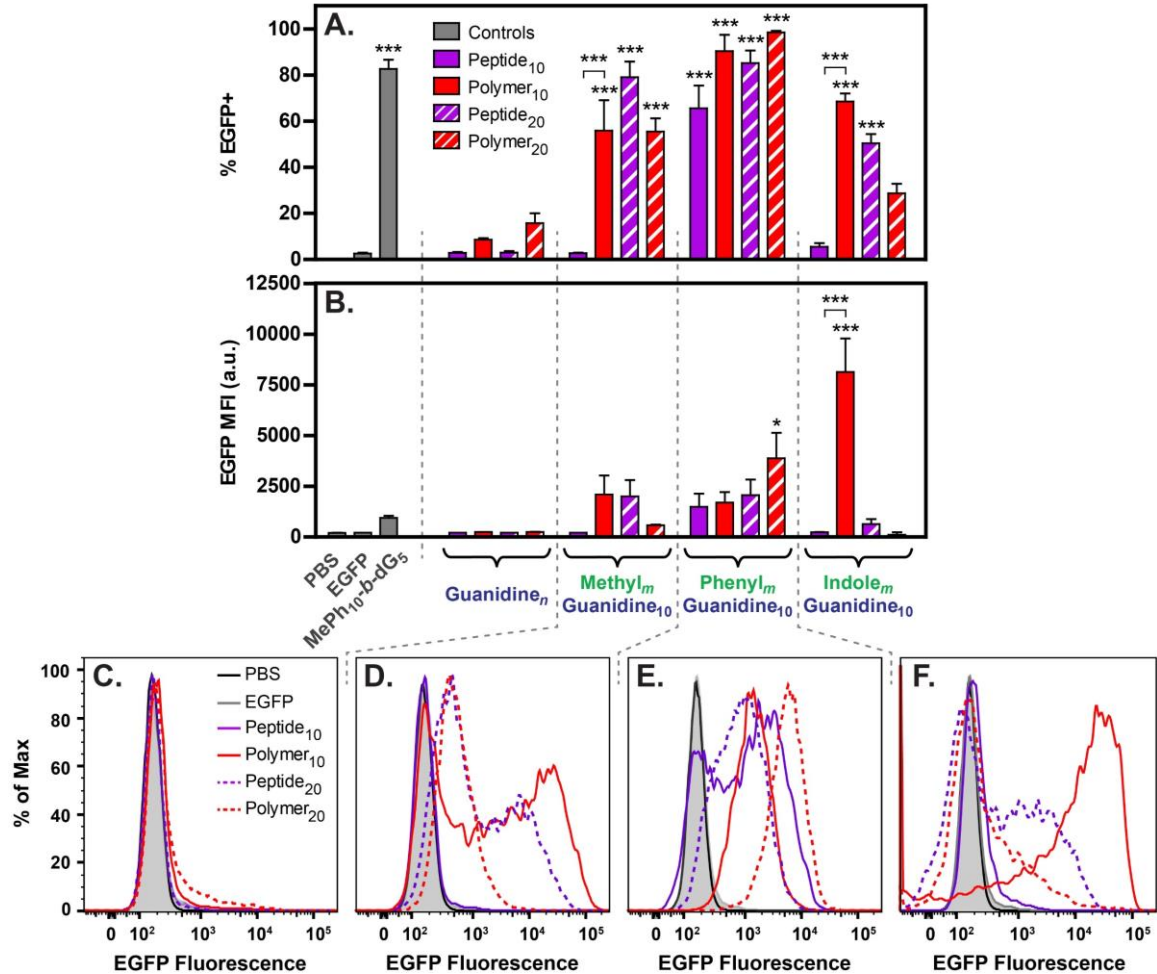 A.
100
80
60
40
20
0
% EGFP+
Controls
Peptide10
Polymer10
Peptide20
Polymer20
***
*** *** *** ***
*** *** *** ***
*** *** ***
B.
12500
10000
7500
5000
2500
0
EGFP MFI (a.u.)
*
***
***
PBS
EGFP
MePh10-b-dG5
Guanidinen
Methylm
Guanidine10
Phenylm
Guanidine10
Indolem
Guanidine10
C.
100
80
60
40
20
0
% of Max
PBS
EGFP
Peptide10
Polymer10
Peptide20
Polymer20
0 10² 10³ 10⁴ 10⁵
EGFP Fluorescence
D.
0 10² 10³ 10⁴ 10⁵
EGFP Fluorescence
E.
0 10² 10³ 10⁴ 10⁵
EGFP Fluorescence
F.
0 10² 10³ 10⁴ 10⁵
EGFP Fluorescence